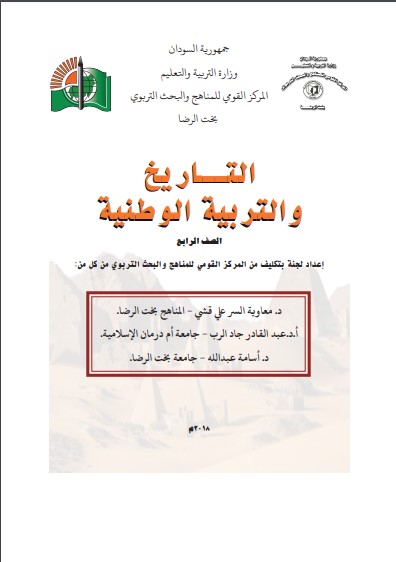 جمهورية السودان
وزارة التربية والتعليم
المركز القومي للمناهج والبحث التربوي
بخت الرضا
التـــاريخ
والتربية الوطنية
الصف الرابع
إعداد لجنة بتكليف من المركز القومي للمناهج والبحث التربوي من كل من:
د. معاوية السر علي قشي - المناهج بخت الرضا.
أ.د.عبد القادر جاد الرب - جامعة أم درمان الإسلامية.
د. أسامة عبدالله - جامعة بخت الرضا.
٢٠١٨م